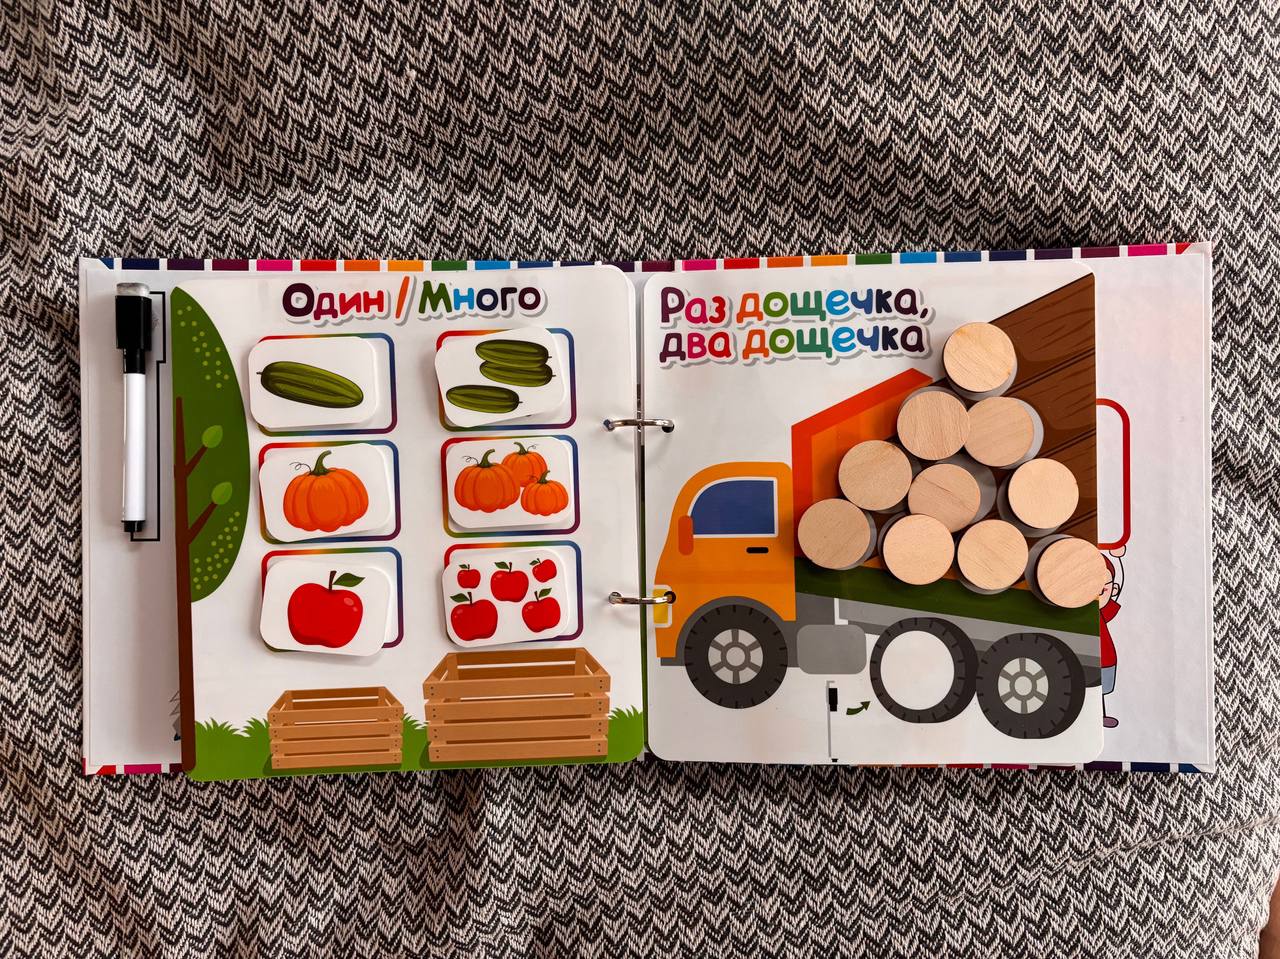 Один / Много
Раз дощечка,
два дощечка